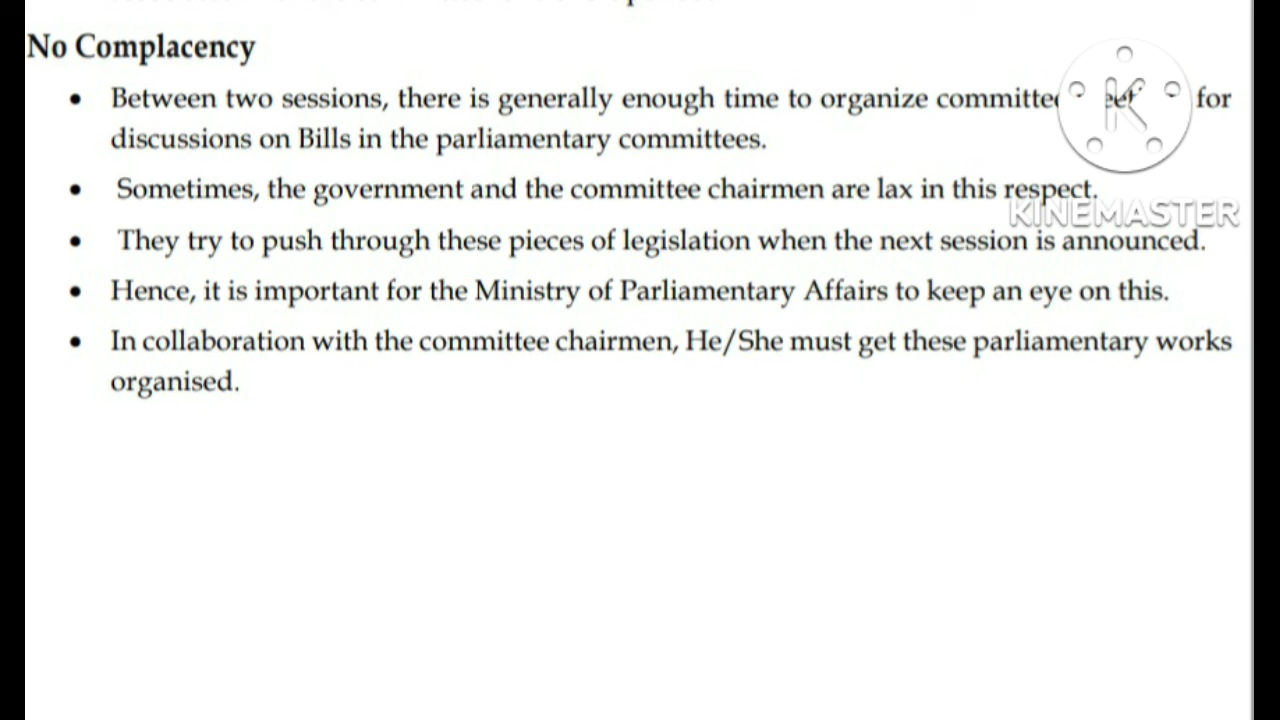 No Complacency
• Between two sessions, there is generally enough time to organize committee for
discussions on Bills in the parliamentary committees.
• Sometimes, the government and the committee chairmen are lax in this respect.
KINEMASTER
• They try to push through these pieces of legislation when the next session is announced.
• Hence, it is important for the Ministry of Parliamentary Affairs to keep an eye on this.
• In collaboration with the committee chairmen, He/She must get these parliamentary works
organised.